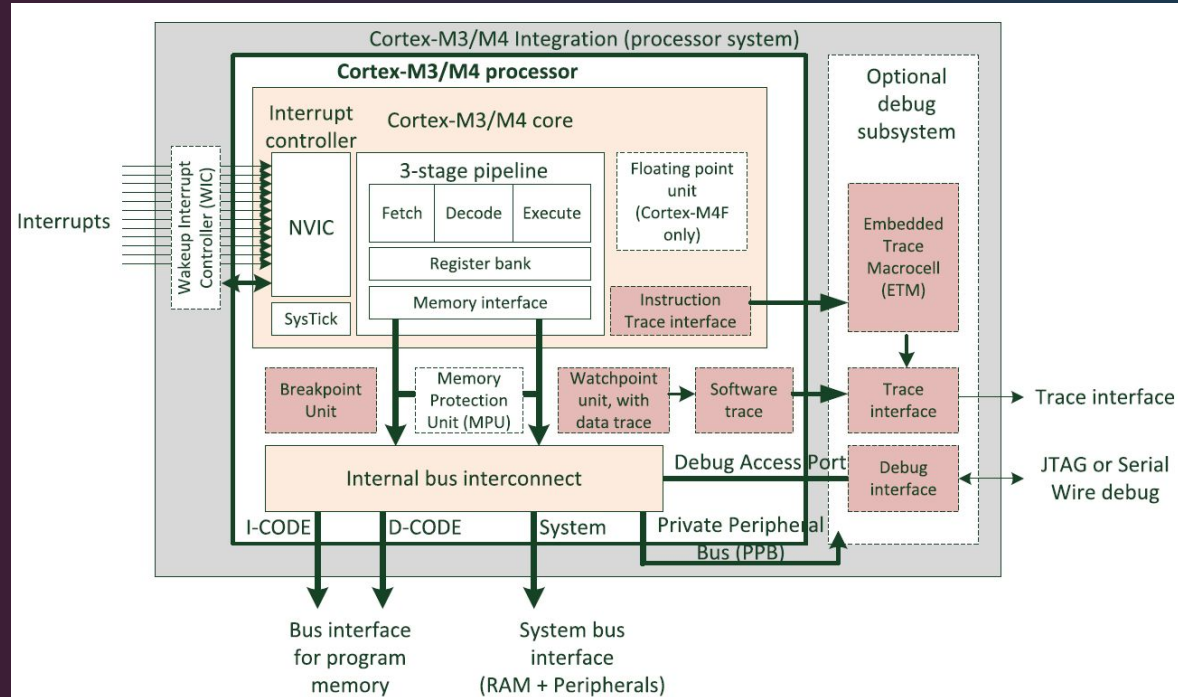 Cortex-M3/M4 Integration (processor system)
Cortex-M3/M4 processor
Interrupt
controller
Cortex-M3/M4 core
3-stage pipeline
Fetch
Decode
Execute
Register bank
Memory interface
NVIC
SysTick
Floating point
unit
(Cortex-M4F
only)
Instruction
Trace interface
Interrupts
Wakeup Interrupt
Controller (WIC)
Optional
debug
subsystem
Embedded
Trace
Macrocell
(ETM)
Breakpoint
Unit
Memory
Protection
Unit (MPU)
Watchpoint
unit, with
data trace
Software
trace
Trace
interface
Trace interface
Internal bus interconnect
Debug Access Port
Debug
interface
JTAG or Serial
Wire debug
I-CODE
D-CODE
System
Private Peripheral
Bus (PPB)
Bus interface
for program
memory
System bus
interface
(RAM + Peripherals)